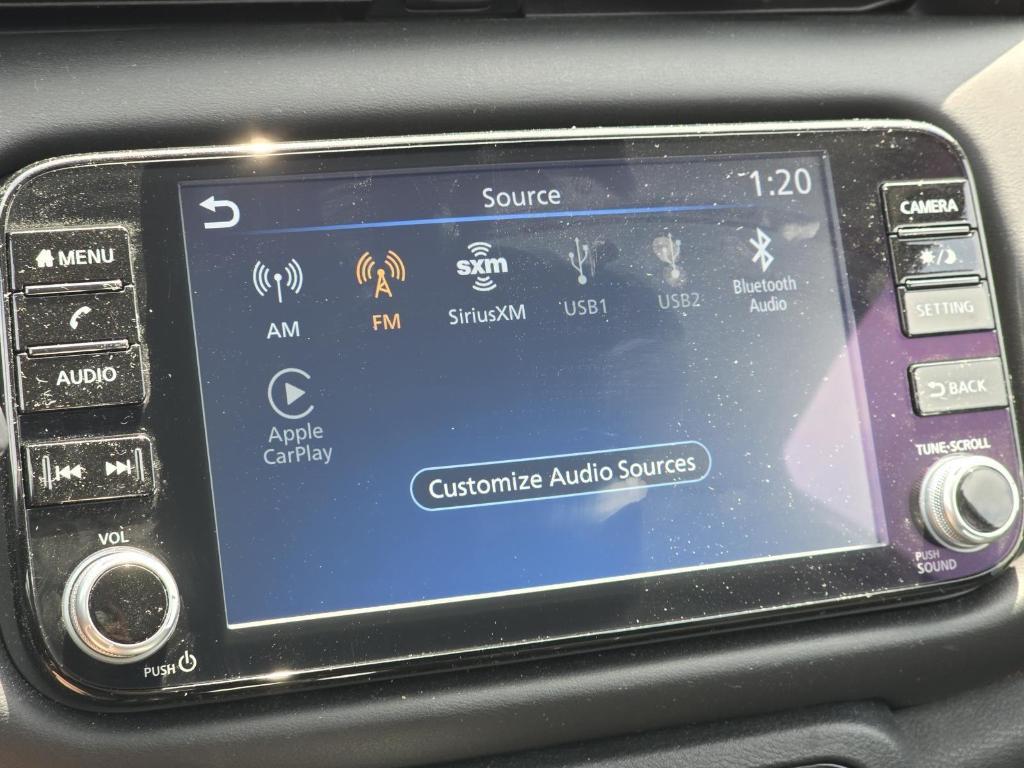 Source
1:20
AM
FM
sxm
SiriusXM
USB1
USB2
Bluetooth
Audio
Apple
CarPlay
Customize Audio Sources
MENU
AUDIO
VOL
PUSH
CAMERA
SETTING
BACK
TUNE·SCROLL
PUSH
SOUND